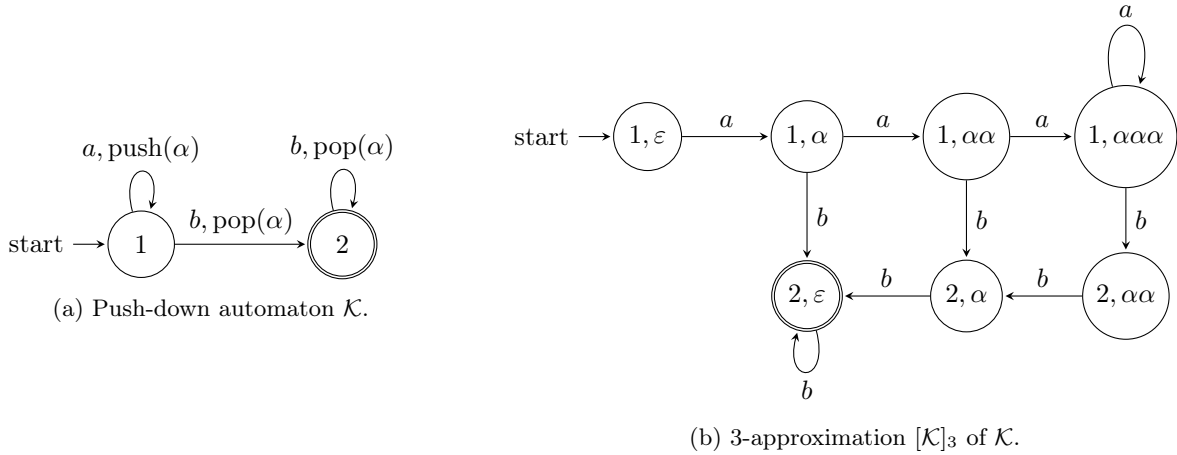 a
start
1, ε
a
1, α
a
1, αα
a
1, ααα
a, push(α)
b, pop(α)
b
b
b
start
1
b, pop(α)
2
2, ε
b
2, α
b
2, αα
b
(a) Push-down automaton 𝒦.
(b) 3-approximation [𝒦]₃ of 𝒦.